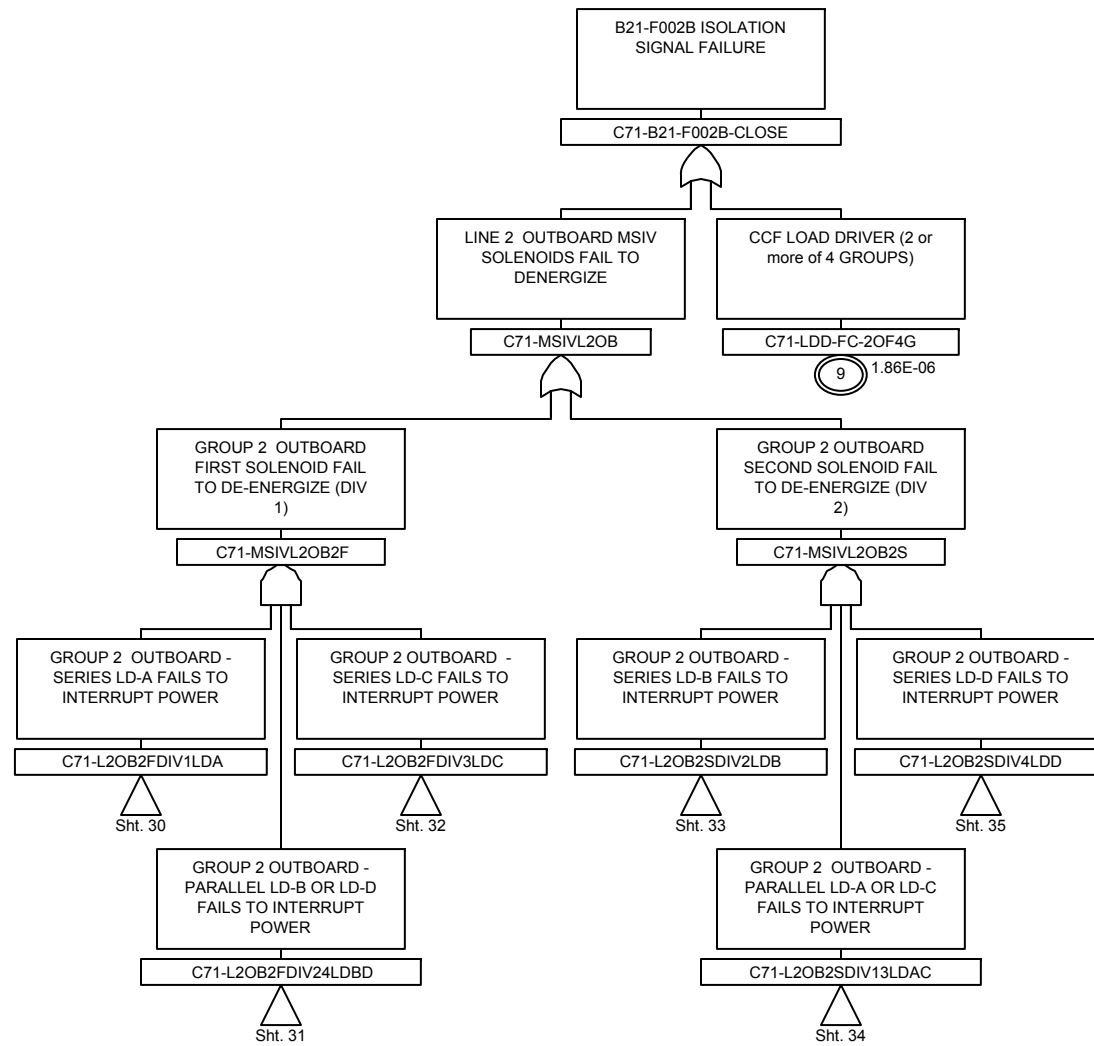 B21-F002B ISOLATION
SIGNAL FAILURE
C71-B21-F002B-CLOSE
LINE 2 OUTBOARD MSIV
SOLENOIDS FAIL TO
DENERGIZE
C71-MSIVL2OB
CCF LOAD DRIVER (2 or
more of 4 GROUPS)
C71-LDD-FC-2OF4G
9
1.86E-06
GROUP 2 OUTBOARD
FIRST SOLENOID FAIL
TO DE-ENERGIZE (DIV
1)
C71-MSIVL2OB2F
GROUP 2 OUTBOARD
SECOND SOLENOID FAIL
TO DE-ENERGIZE (DIV
2)
C71-MSIVL2OB2S
GROUP 2 OUTBOARD -
SERIES LD-A FAILS TO
INTERRUPT POWER
C71-L2OB2FDIV1LDA
Sht. 30
GROUP 2 OUTBOARD -
SERIES LD-C FAILS TO
INTERRUPT POWER
C71-L2OB2FDIV3LDC
Sht. 32
GROUP 2 OUTBOARD -
SERIES LD-B FAILS TO
INTERRUPT POWER
C71-L2OB2SDIV2LDB
Sht. 33
GROUP 2 OUTBOARD -
SERIES LD-D FAILS TO
INTERRUPT POWER
C71-L2OB2SDIV4LDD
Sht. 35
GROUP 2 OUTBOARD -
PARALLEL LD-B OR LD-D
FAILS TO INTERRUPT
POWER
C71-L2OB2FDIV24LDBD
Sht. 31
GROUP 2 OUTBOARD -
PARALLEL LD-A OR LD-C
FAILS TO INTERRUPT
POWER
C71-L2OB2SDIV13LDAC
Sht. 34